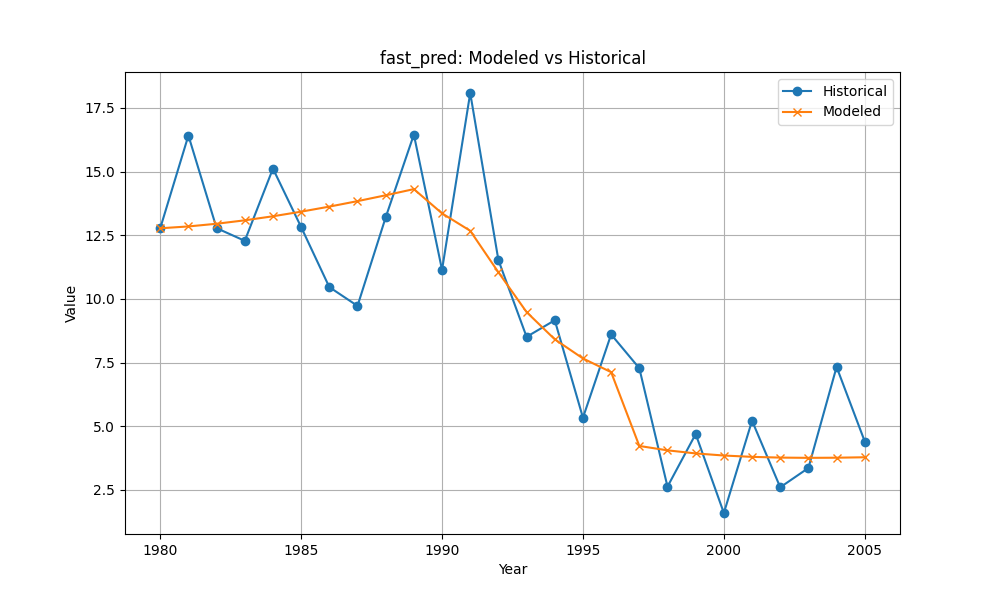 fast_pred: Modeled vs Historical
Historical
Modeled
17.5
15.0
12.5
10.0
7.5
5.0
2.5
Value
1980 1985 1990 1995 2000 2005
Year